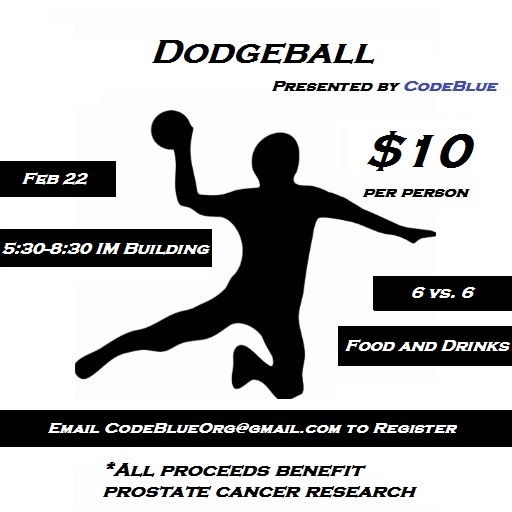 Dodgeball
Presented by CodeBlue
$10
per person
Feb 22
5:30-8:30 IM Building
6 vs. 6
Food and Drinks
Email CodeBlueOrg@gmail.com to Register
*All proceeds benefit
prostate cancer research